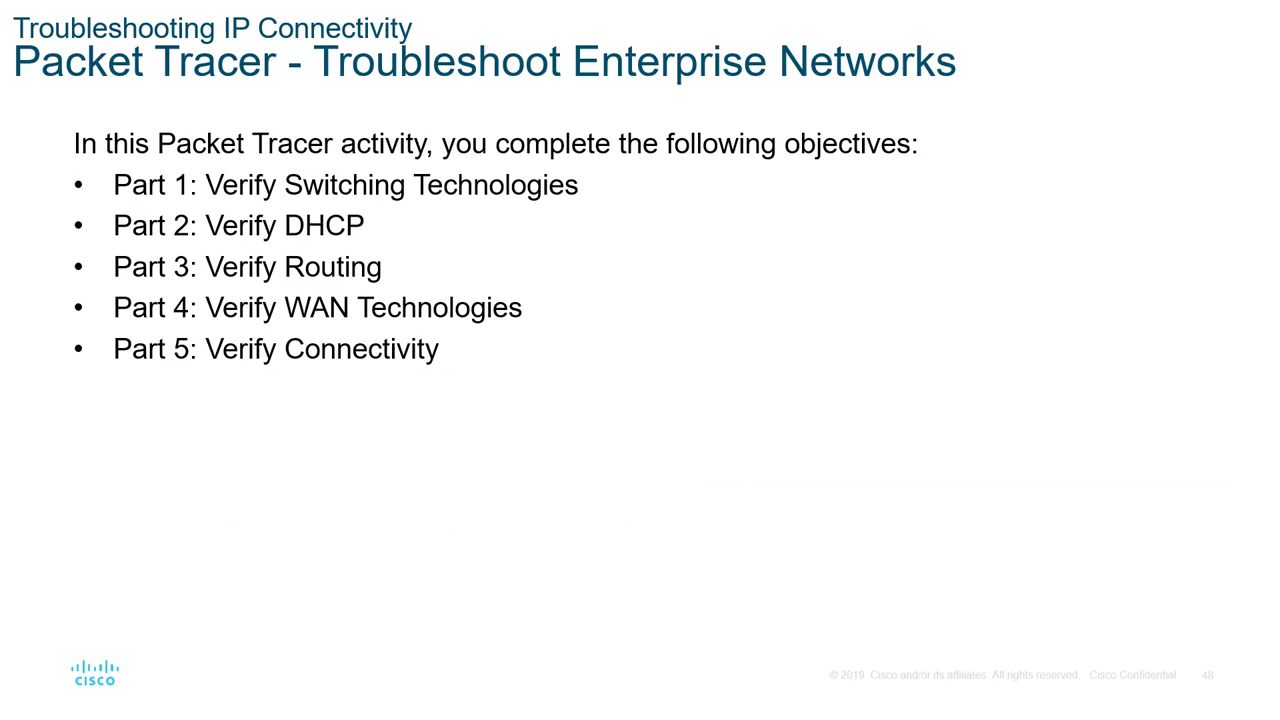 Troubleshooting IP Connectivity
Packet Tracer - Troubleshoot Enterprise Networks
In this Packet Tracer activity, you complete the following objectives:
• Part 1: Verify Switching Technologies
• Part 2: Verify DHCP
• Part 3: Verify Routing
• Part 4: Verify WAN Technologies
• Part 5: Verify Connectivity
CISCO
© 2019 Cisco and/or its affiliates. All rights reserved. Cisco Confidential 48